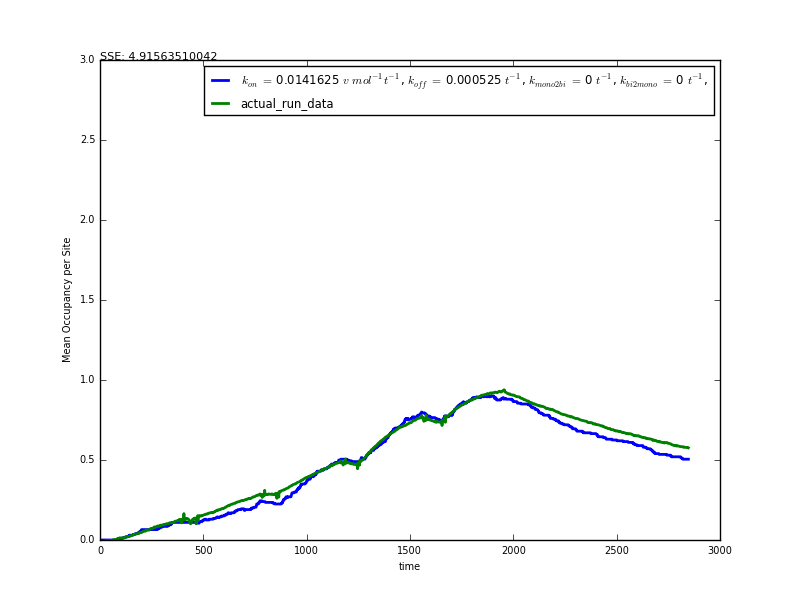 SSE: 4.91563510042
3.0
k_on = 0.0141625 v mol^-1 t^-1, k_off = 0.000525 t^-1, k_mono2bi = 0 t^-1, k_bi2mono = 0 t^-1,
actual_run_data
2.5
2.0
Mean Occupancy per Site
1.5
1.0
0.5
0.0
0 500 1000 1500 2000 2500 3000
time